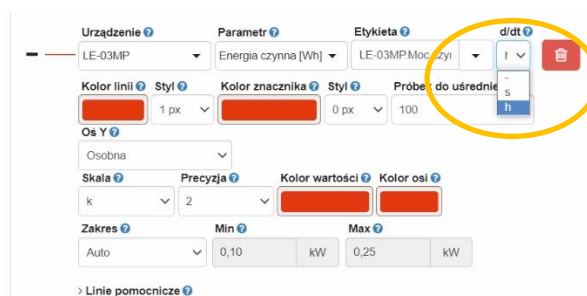 Urządzenie Parametr Etykieta d/dt
LE-03MP Energia czynna [Wh] LE-03MP.Moc
Kolor linii Styl Kolor znacznika Styl Próbek do
1 px 0 px 100
-
s
h
Oś Y
Osobna
Skala Precyzja Kolor wartości Kolor osi
k 2
Zakres Min Max
Auto 0,10 kW 0,25 kW
> Linie pomocnicze